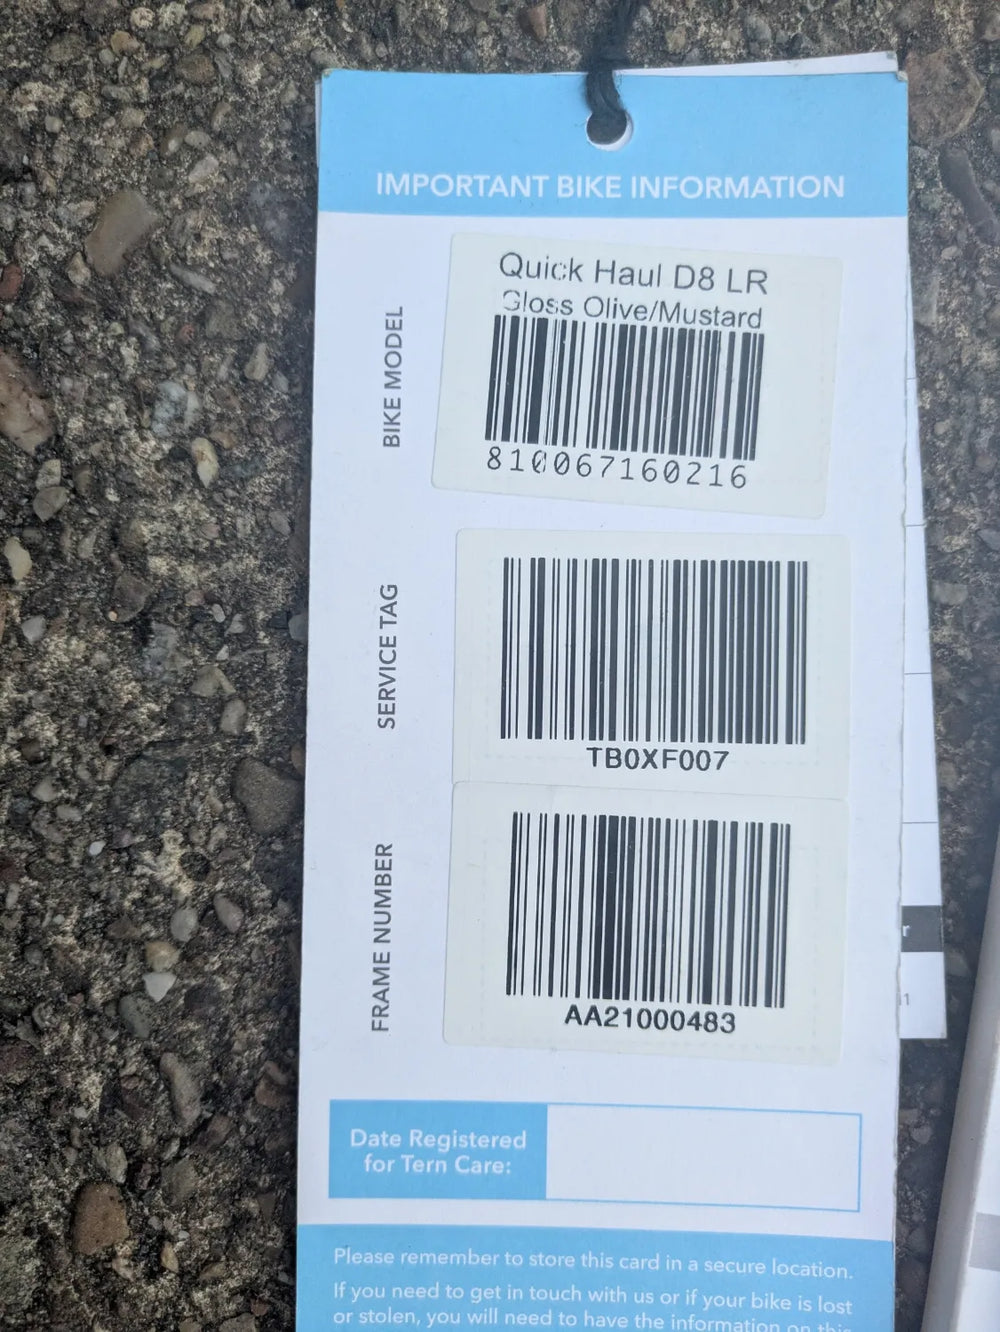 IMPORTANT BIKE INFORMATION
BIKE MODEL
Quick Haul D8 LR
Gloss Olive/Mustard
810067160216
SERVICE TAG
TB0XF007
FRAME NUMBER
AA21000483
Date Registered
for Tern Care:
Please remember to store this card in a secure location.
If you need to get in touch with us or if your bike is lost
or stolen, you will need to have the information on this